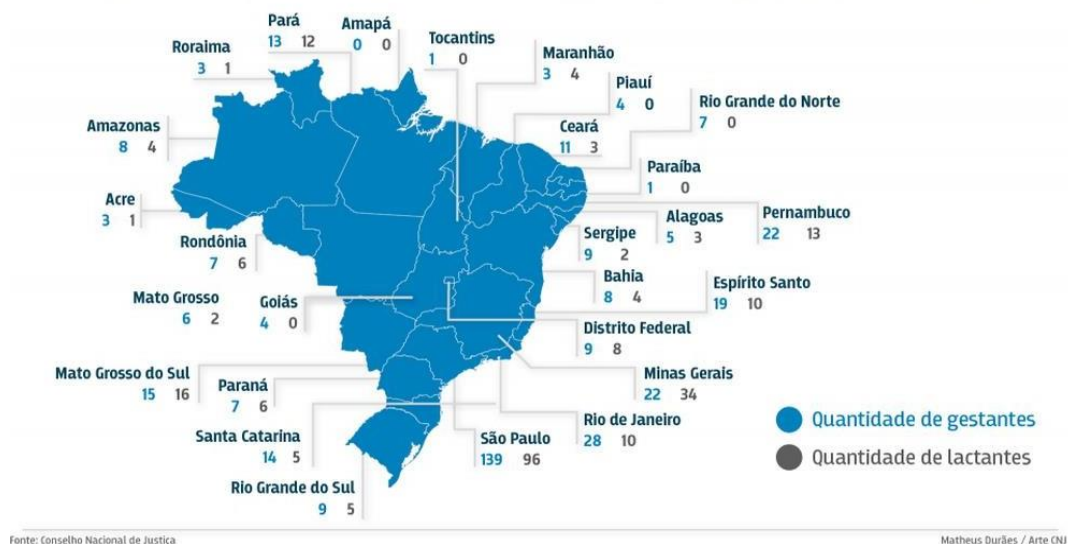 Pará
13 12
Amapá
0 0
Tocantins
1 0
Roraima
3 1
Maranhão
3 4
Piauí
4 0
Rio Grande do Norte
7 0
Amazonas
8 4
Ceará
11 3
Paraíba
1 0
Acre
3 1
Pernambuco
22 13
Alagoas
5 3
Sergipe
9 2
Rondônia
7 6
Bahia
8 4
Espírito Santo
19 10
Mato Grosso
6 2
Goiás
4 0
Distrito Federal
9 8
Mato Grosso do Sul
15 16
Paraná
7 6
Minas Gerais
22 34
Rio de Janeiro
28 10
Santa Catarina
14 5
São Paulo
139 96
Rio Grande do Sul
9 5
Quantidade de gestantes
Quantidade de lactantes
Fonte: Conselho Nacional de Justiça
Matheus Durães / Arte CNJ